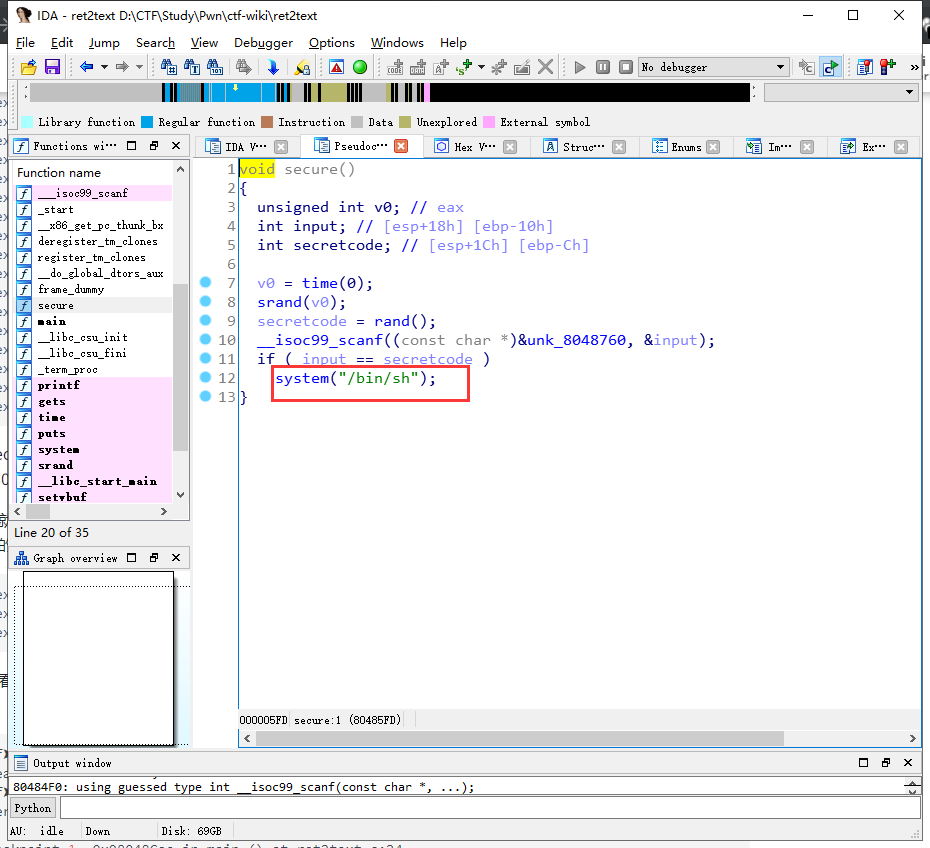 IDA - ret2text D:\CTF\Study\Pwn\ctf-wiki\ret2text
File Edit Jump Search View Debugger Options Windows Help
No debugger
Library function Regular function Instruction Data Unexplored External symbol
Functions wi··· IDA V··· Pseudoc··· Hex V··· Struc··· Enums Im··· Ex···
Function name
___isoc99_scanf
_start
__x86_get_pc_thunk_bx
deregister_tm_clones
register_tm_clones
__do_global_dtors_aux
frame_dummy
secure
main
__libc_csu_init
__libc_csu_fini
_term_proc
printf
gets
time
puts
system
srand
__libc_start_main
setvbuf
Line 20 of 35
Graph overview
1 void secure()
2 {
3 unsigned int v0; // eax
4 int input; // [esp+18h] [ebp-10h]
5 int secretcode; // [esp+1Ch] [ebp-Ch]
6
7 v0 = time(0);
8 srand(v0);
9 secretcode = rand();
10 __isoc99_scanf((const char *)&unk_8048760, &input);
11 if ( input == secretcode )
12 system("/bin/sh");
13 }
000005FD secure:1 (80485FD)
Output window
80484F0: using guessed type int __isoc99_scanf(const char *, ...);
Python
AU: idle Down Disk: 69GB